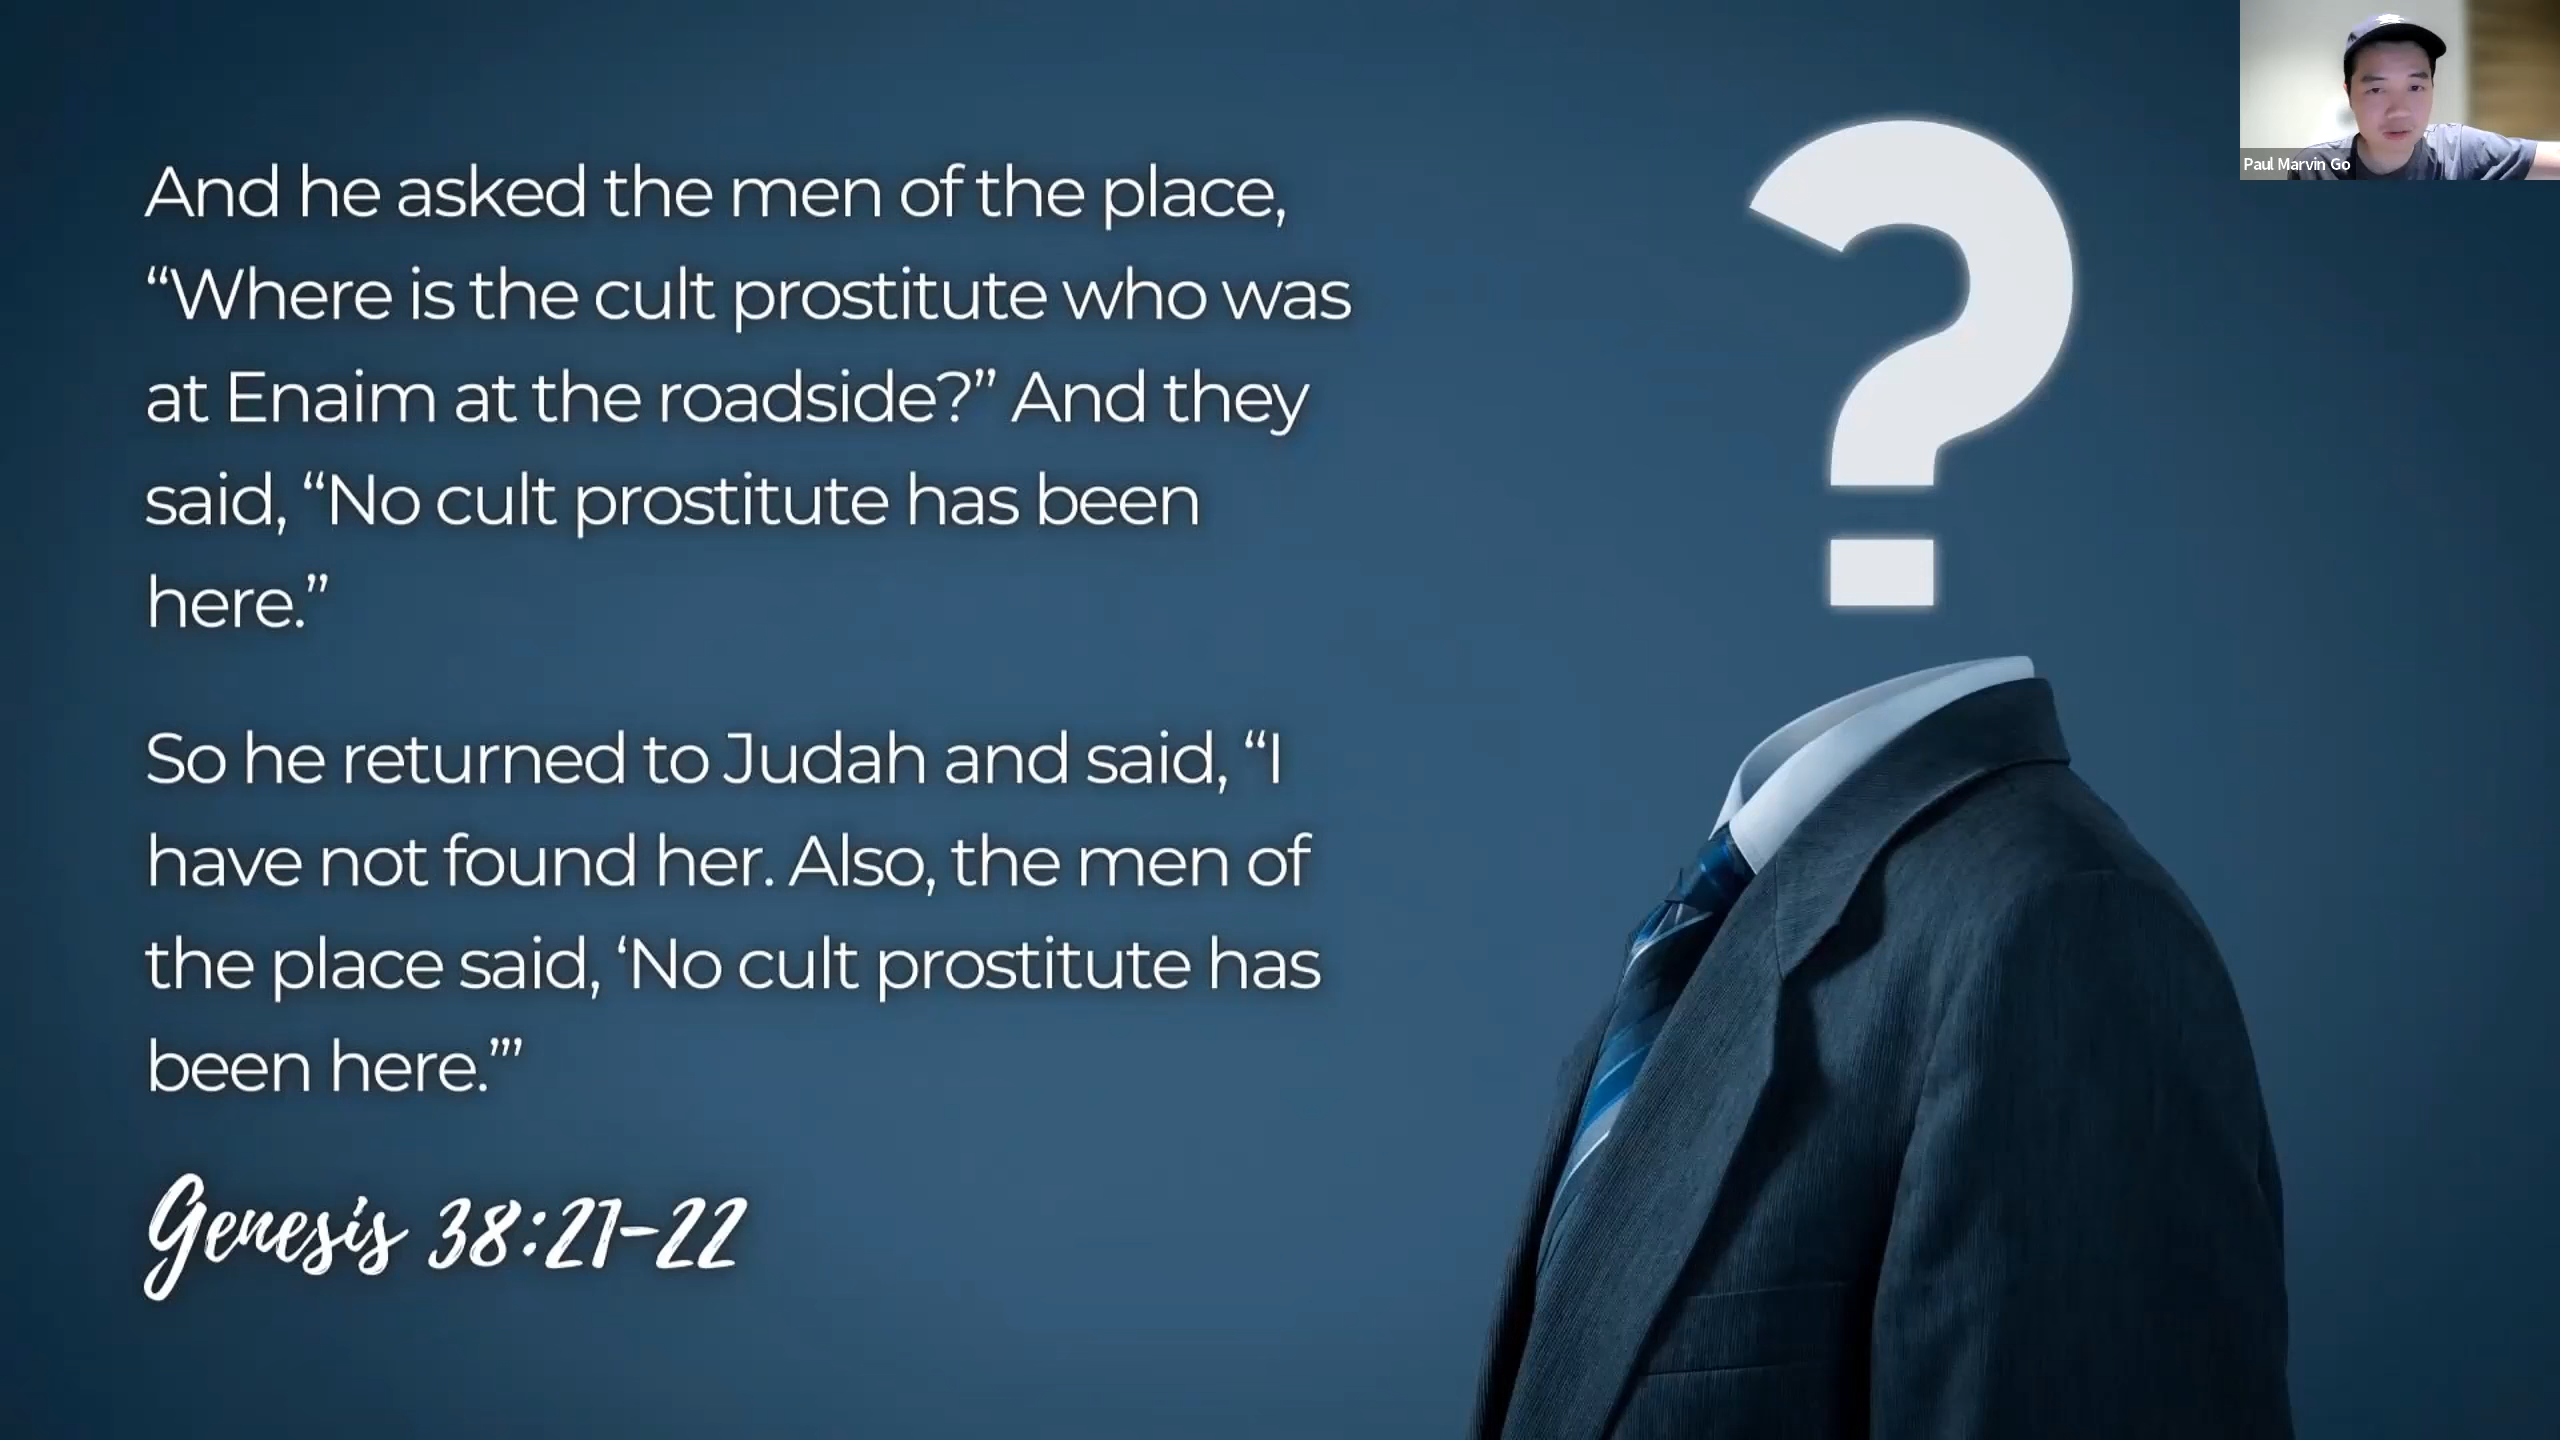 And he asked the men of the place,
“Where is the cult prostitute who was
at Enaim at the roadside?” And they
said, “No cult prostitute has been
here.”
So he returned to Judah and said, “I
have not found her. Also, the men of
the place said, ‘No cult prostitute has
been here.’”
Genesis 38:21-22
?
Paul Marvin Go